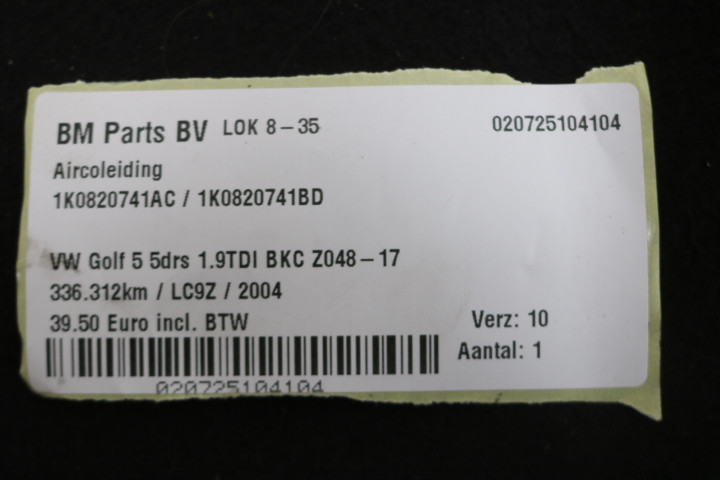 BM Parts BV LOK 8-35 020725104104
Aircoleiding
1K0820741AC / 1K0820741BD
VW Golf 5 5drs 1.9TDI BKC Z048-17
336.312km / LC9Z / 2004
39.50 Euro incl. BTW Verz: 10
Aantal: 1
020725104104